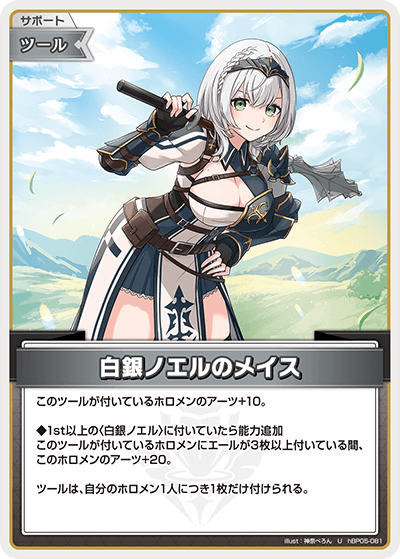 サポート
ツール
白銀ノエルのメイス
このツールが付いているホロメンのアーツ+10。
◆1st以上の〈白銀ノエル〉に付いていたら能力追加
このツールが付いているホロメンにエールが3枚以上付いている間、
このホロメンのアーツ+20。
ツールは、自分のホロメン1人につき1枚だけ付けられる。
illust：神奈ぺろん U hBP05-081